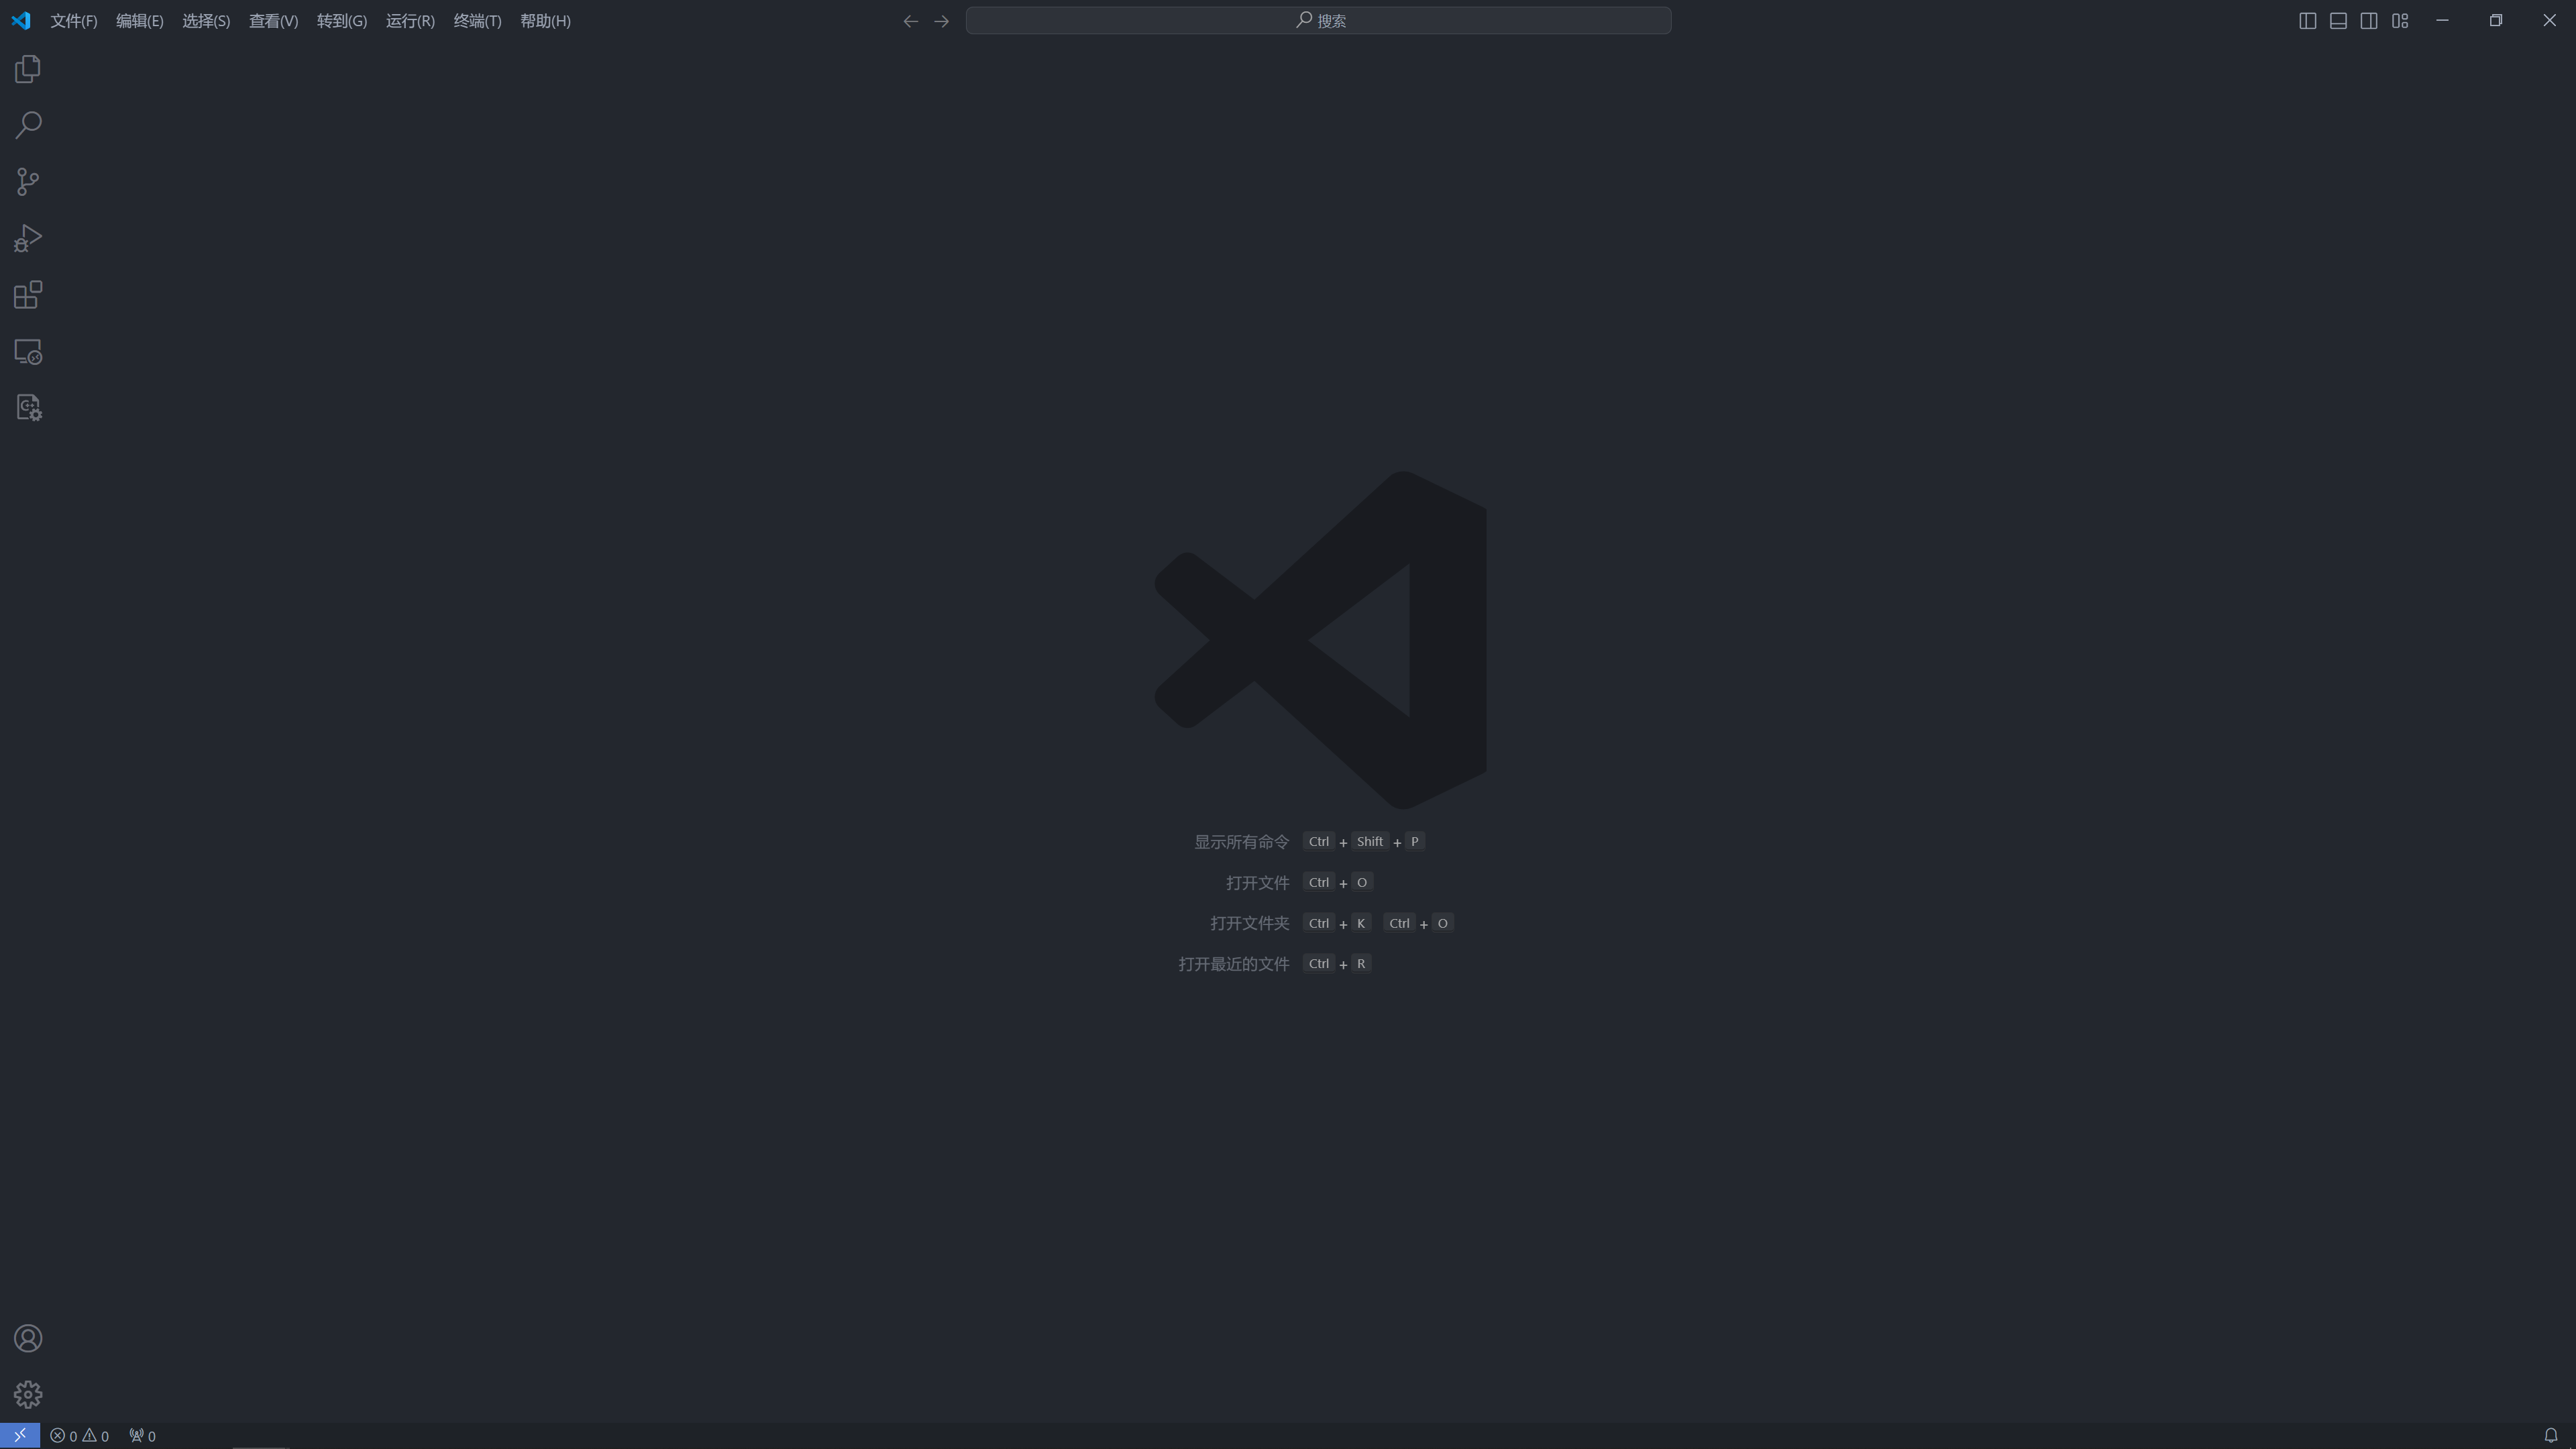 文件(F) 编辑(E) 选择(S) 查看(V) 转到(G) 运行(R) 终端(T) 帮助(H) 搜索
显示所有命令 Ctrl + Shift + P
打开文件 Ctrl + O
打开文件夹 Ctrl + K Ctrl + O
打开最近的文件 Ctrl + R
0 0 0